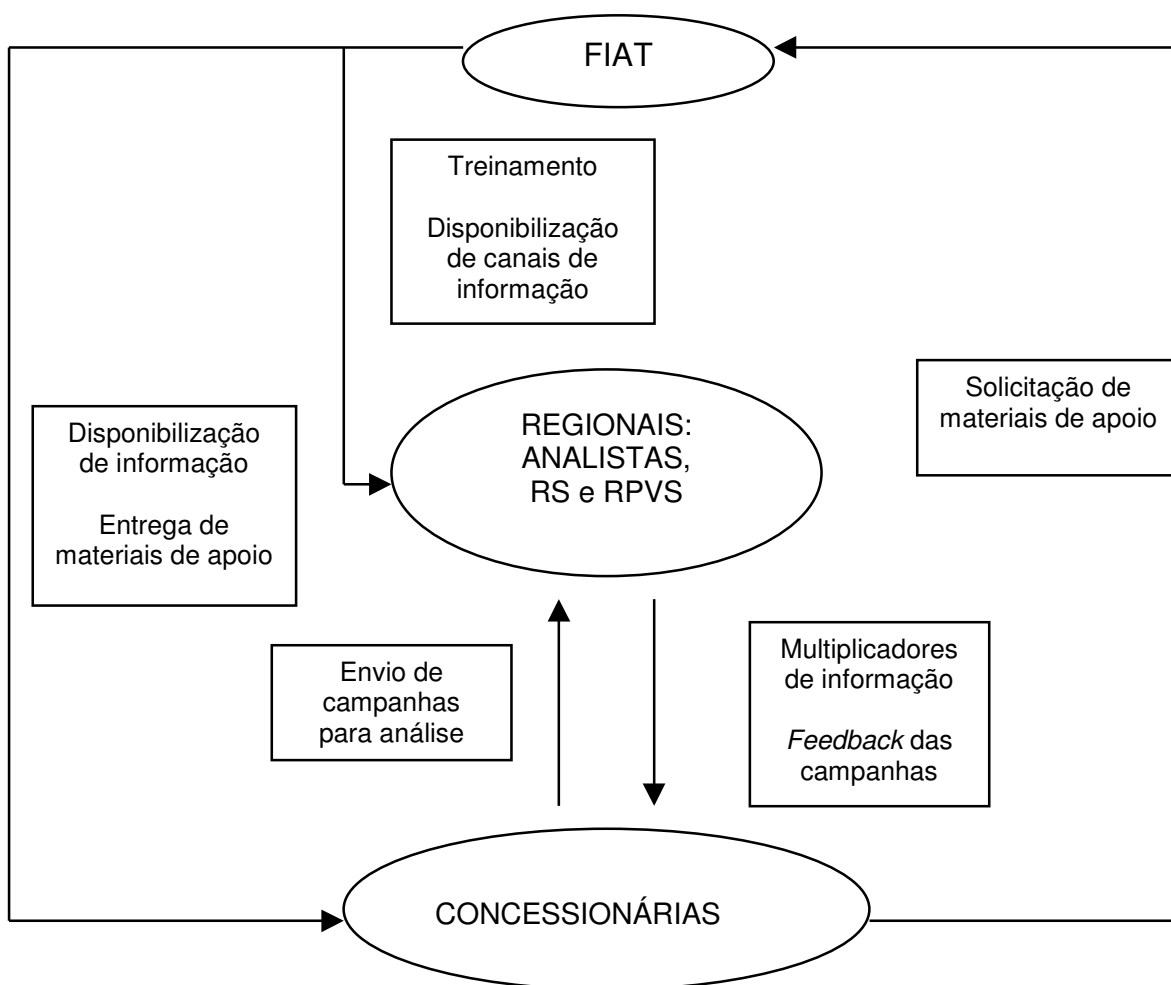 FIAT
Treinamento
Disponibilização
de canais de
informação
REGIONAIS:
ANALISTAS,
RS e RPVS
Solicitação de
materiais de apoio
Disponibilização
de informação
Entrega de
materiais de apoio
Envio de
campanhas
para análise
Multiplicadores
de informação
Feedback das
campanhas
CONCESSIONÁRIAS